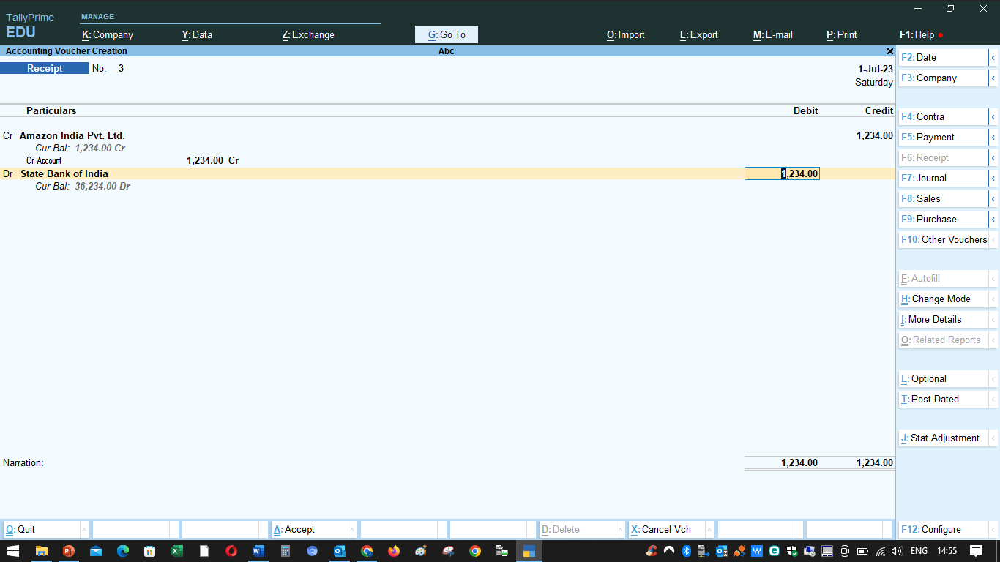 TallyPrime
EDU
MANAGE
K: Company
Y: Data
Z: Exchange
G: Go To
O: Import
E: Export
M: E-mail
P: Print
F1: Help
Accounting Voucher Creation
Abc
Receipt No. 3
1-Jul-23
Saturday
Particulars Debit Credit
Cr Amazon India Pvt. Ltd. 1,234.00
Cur Bal: 1,234.00 Cr
On Account 1,234.00 Cr
Dr State Bank of India 1,234.00
Cur Bal: 36,234.00 Dr
Narration: 1,234.00 1,234.00
F2: Date
F3: Company
F4: Contra
F5: Payment
F6: Receipt
F7: Journal
F8: Sales
F9: Purchase
F10: Other Vouchers
F: Autofill
H: Change Mode
I: More Details
O: Related Reports
L: Optional
T: Post-Dated
J: Stat Adjustment
Q: Quit
A: Accept
D: Delete
X: Cancel Vch
F12: Configure
ENG 14:55